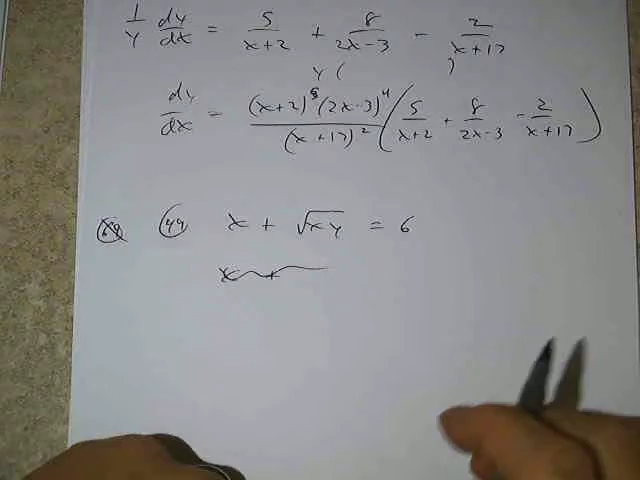 1/y dy/dx = 5/(x+2) + 8/(2x-3) - 2/(x+17)
y ( )
dy/dx = (x+2)^5 (2x-3)^4 / (x+17)^2 ( 5/(x+2) + 8/(2x-3) - 2/(x+17) )
44 x + √xy = 6